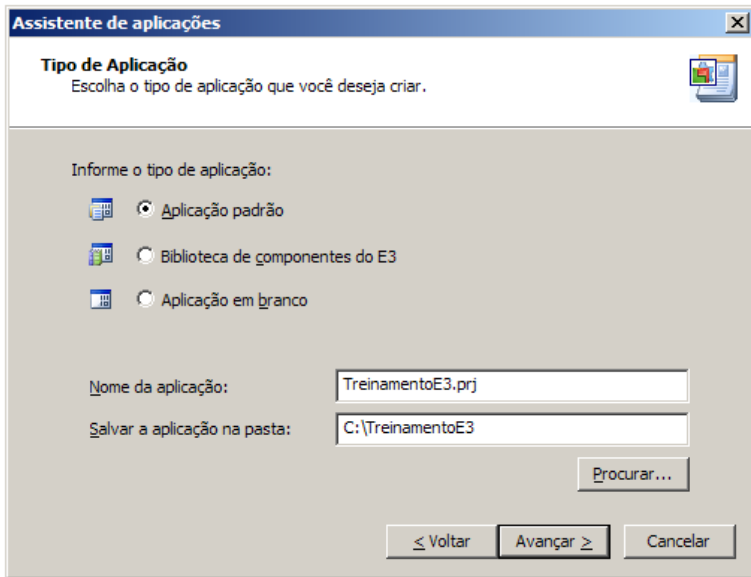 Assistente de aplicações
Tipo de Aplicação
Escolha o tipo de aplicação que você deseja criar.
Informe o tipo de aplicação:
Aplicação padrão
Biblioteca de componentes do E3
Aplicação em branco
Nome da aplicação: TreinamentoE3.prj
Salvar a aplicação na pasta: C:\TreinamentoE3
Procurar...
< Voltar Avançar > Cancelar